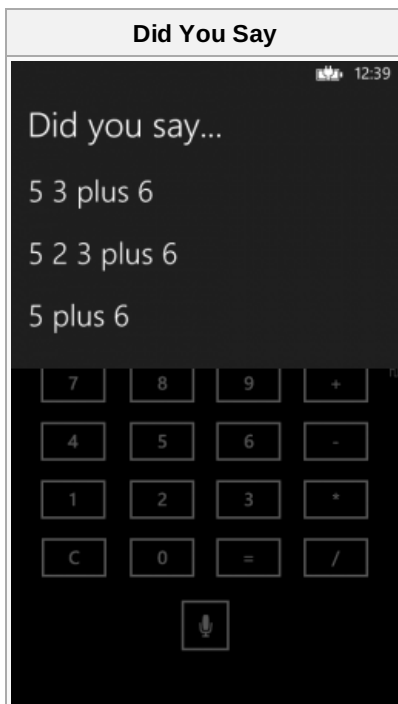 Did You Say
12:39
Did you say...
5 3 plus 6
5 2 3 plus 6
5 plus 6
7 8 9 +
4 5 6 -
1 2 3 *
C 0 = /